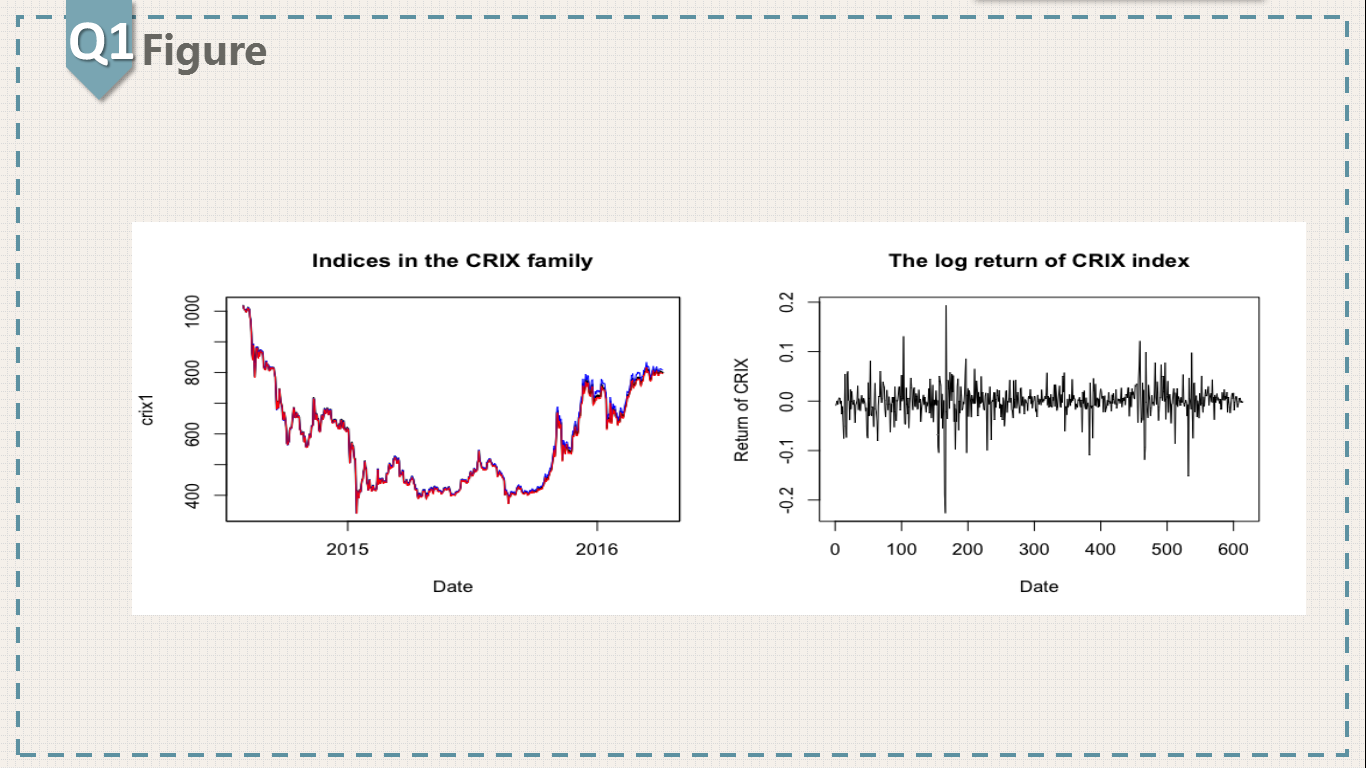 Q1 Figure
Indices in the CRIX family
crix1
1000
800
600
400
2015 2016
Date
The log return of CRIX index
Return of CRIX
0.2
0.1
0.0
-0.1
-0.2
0 100 200 300 400 500 600
Date